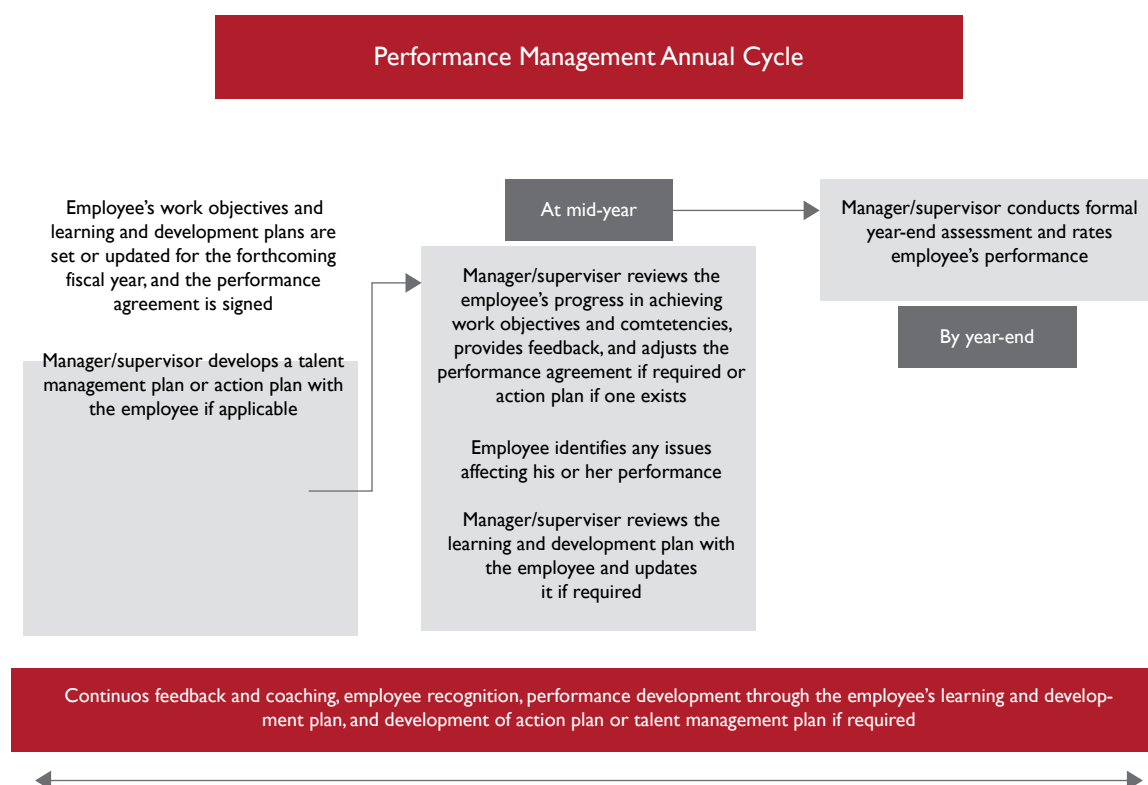 Performance Management Annual Cycle
Employee's work objectives and
learning and development plans are
set or updated for the forthcoming
fiscal year, and the performance
agreement is signed
Manager/supervisor develops a talent
management plan or action plan with
the employee if applicable
At mid-year
Manager/superviser reviews the
employee's progress in achieving
work objectives and comtetencies,
provides feedback, and adjusts the
performance agreement if required or
action plan if one exists
Employee identifies any issues
affecting his or her performance
Manager/superviser reviews the
learning and development plan with
the employee and updates
it if required
Manager/supervisor conducts formal
year-end assessment and rates
employee's performance
By year-end
Continuos feedback and coaching, employee recognition, performance development through the employee's learning and develop-
ment plan, and development of action plan or talent management plan if required